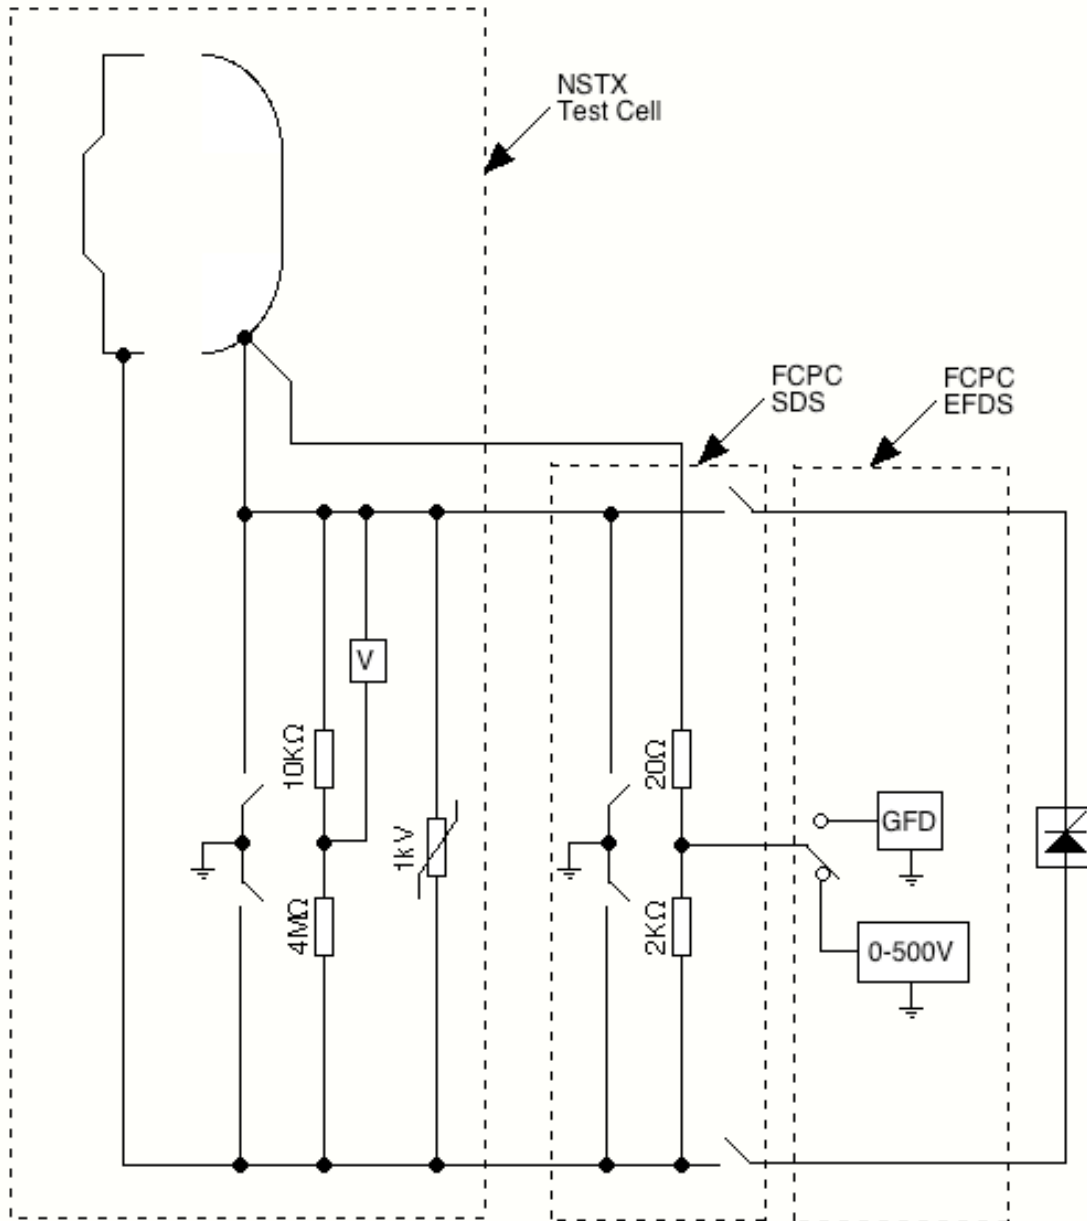 NSTX
Test Cell
FCPC
SDS
FCPC
EFDS
V
10KΩ
20Ω
1kV
GFD
4MΩ
2KΩ
0-500V